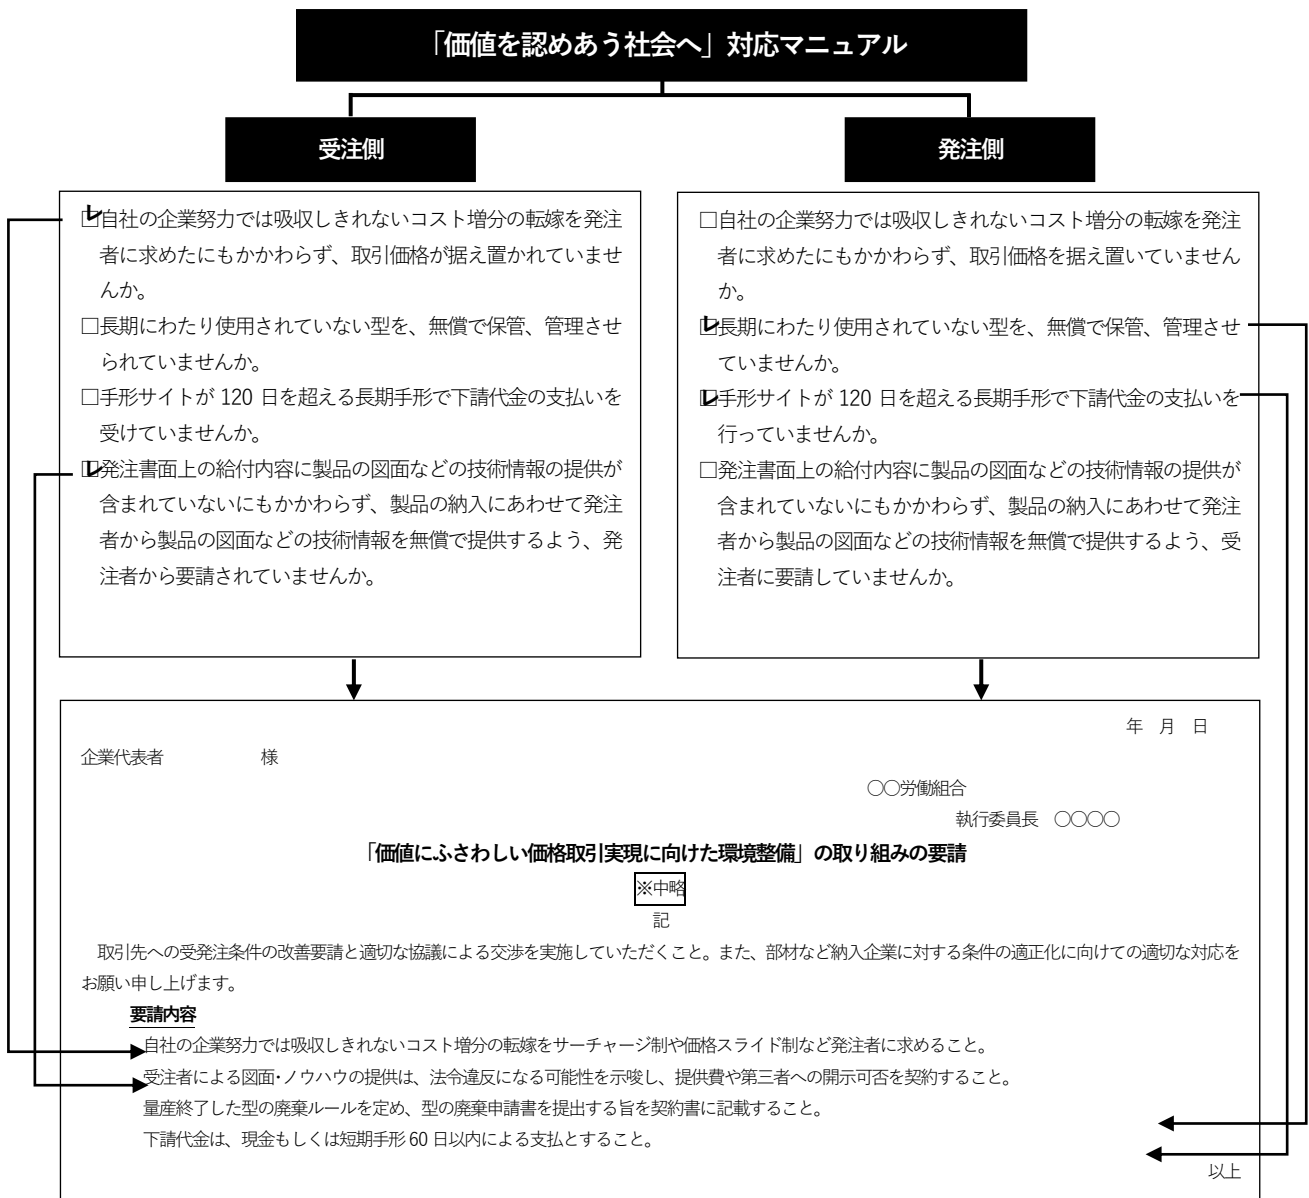 「価値を認めあう社会へ」対応マニュアル
受注側
発注側
□自社の企業努力では吸収しきれないコスト増分の転嫁を発注
者に求めたにもかかわらず、取引価格が据え置かれていませ
んか。
□長期にわたり使用されていない型を、無償で保管、管理させ
られていませんか。
□手形サイトが 120 日を超える長期手形で下請代金の支払いを
受けていませんか。
□発注書面上の給付内容に製品の図面などの技術情報の提供が
含まれていないにもかかわらず、製品の納入にあわせて発注
者から製品の図面などの技術情報を無償で提供するよう、発
注者から要請されていませんか。
□自社の企業努力では吸収しきれないコスト増分の転嫁を発注
者に求めたにもかかわらず、取引価格を据え置いていません
か。
□長期にわたり使用されていない型を、無償で保管、管理させ
ていませんか。
□手形サイトが 120 日を超える長期手形で下請代金の支払いを
行っていませんか。
□発注書面上の給付内容に製品の図面などの技術情報の提供が
含まれていないにもかかわらず、製品の納入にあわせて発注
者から製品の図面などの技術情報を無償で提供するよう、受
注者に要請していませんか。
年 月 日
企業代表者 様
○○労働組合
執行委員長 ○○○○
「価値にふさわしい価格取引実現に向けた環境整備」の取り組みの要請
※中略
記
取引先への受発注条件の改善要請と適切な協議による交渉を実施していただくこと。また、部材など納入企業に対する条件の適正化に向けての適切な対応を
お願い申し上げます。
要請内容
自社の企業努力では吸収しきれないコスト増分の転嫁をサーチャージ制や価格スライド制など発注者に求めること。
受注者による図面・ノウハウの提供は、法令違反になる可能性を示唆し、提供費や第三者への開示可否を契約すること。
量産終了した型の廃棄ルールを定め、型の廃棄申請書を提出する旨を契約書に記載すること。
下請代金は、現金もしくは短期手形 60 日以内による支払とすること。
以上